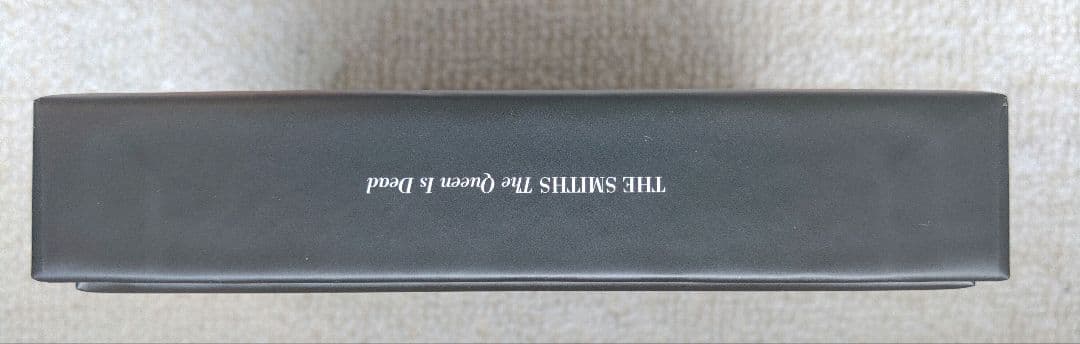 THE SMITHS The Queen Is Dead